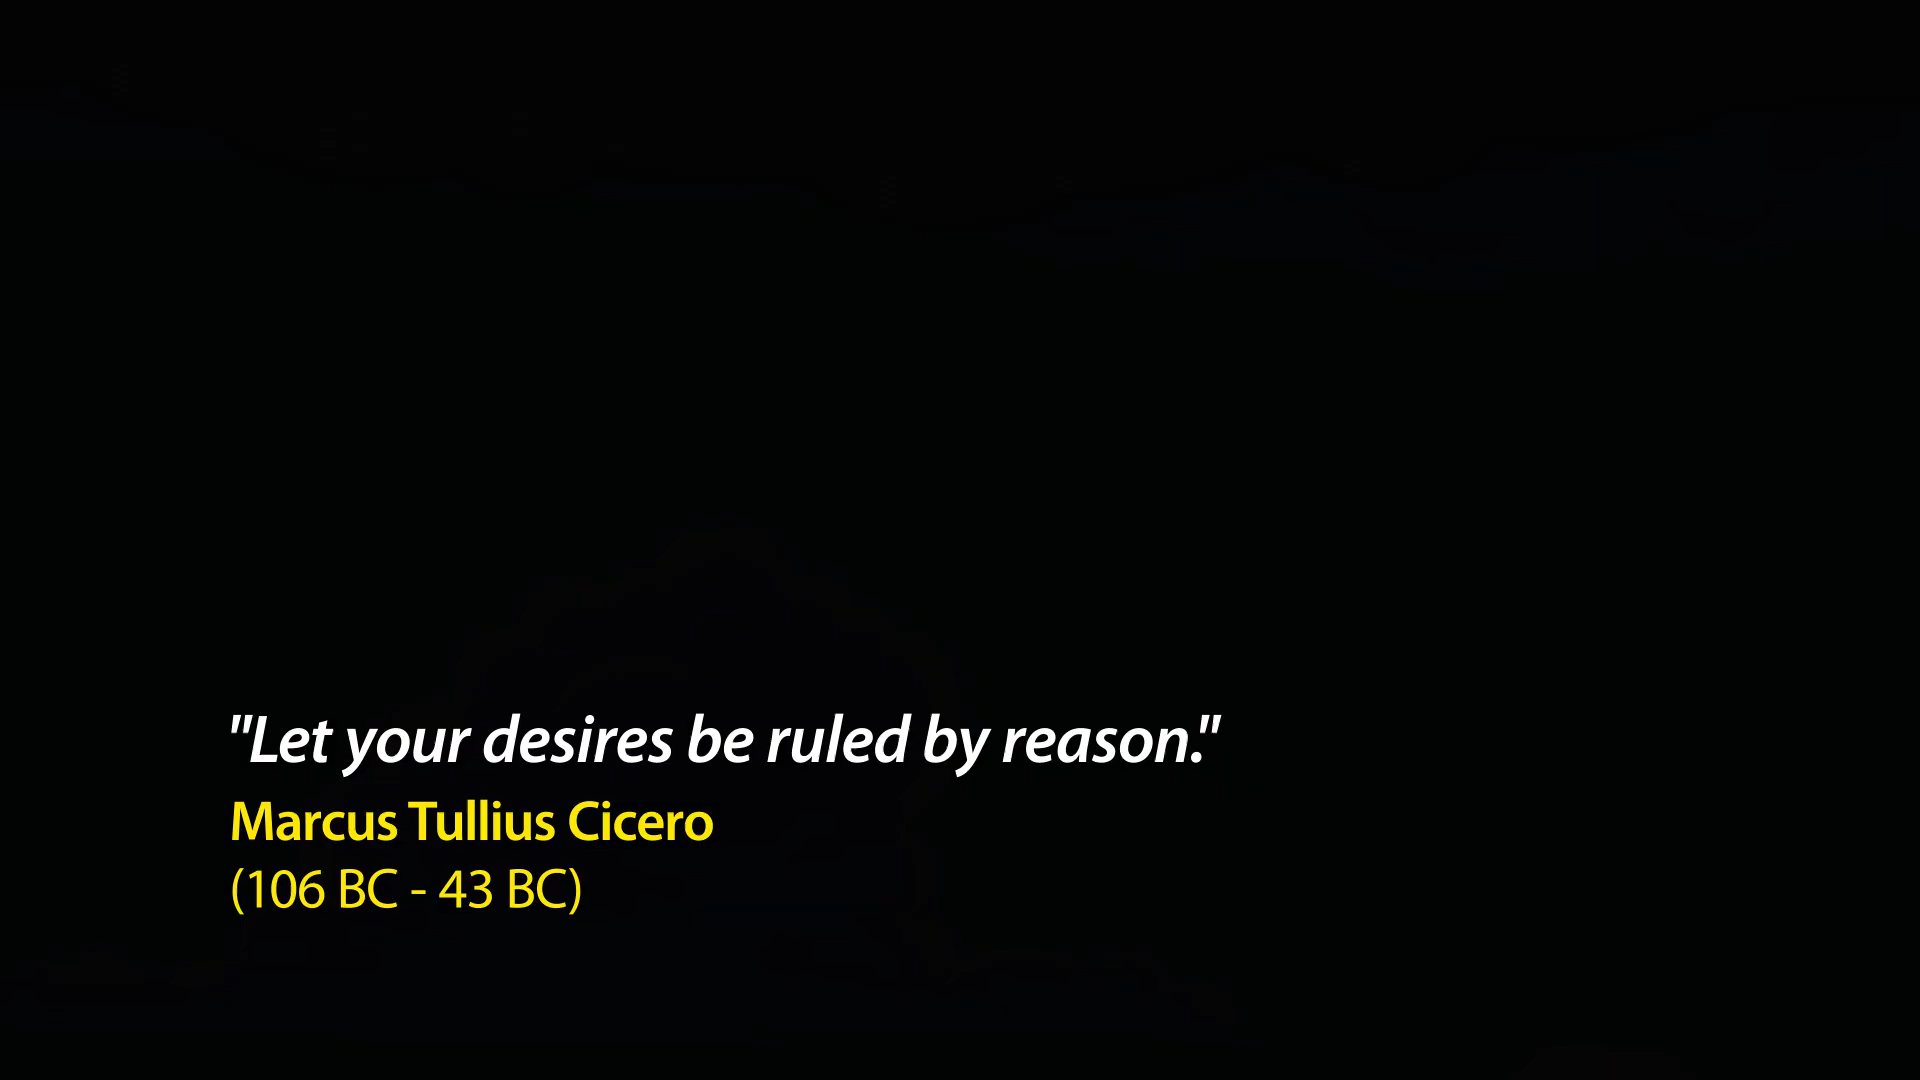 "Let your desires be ruled by reason."
Marcus Tullius Cicero
(106 BC - 43 BC)